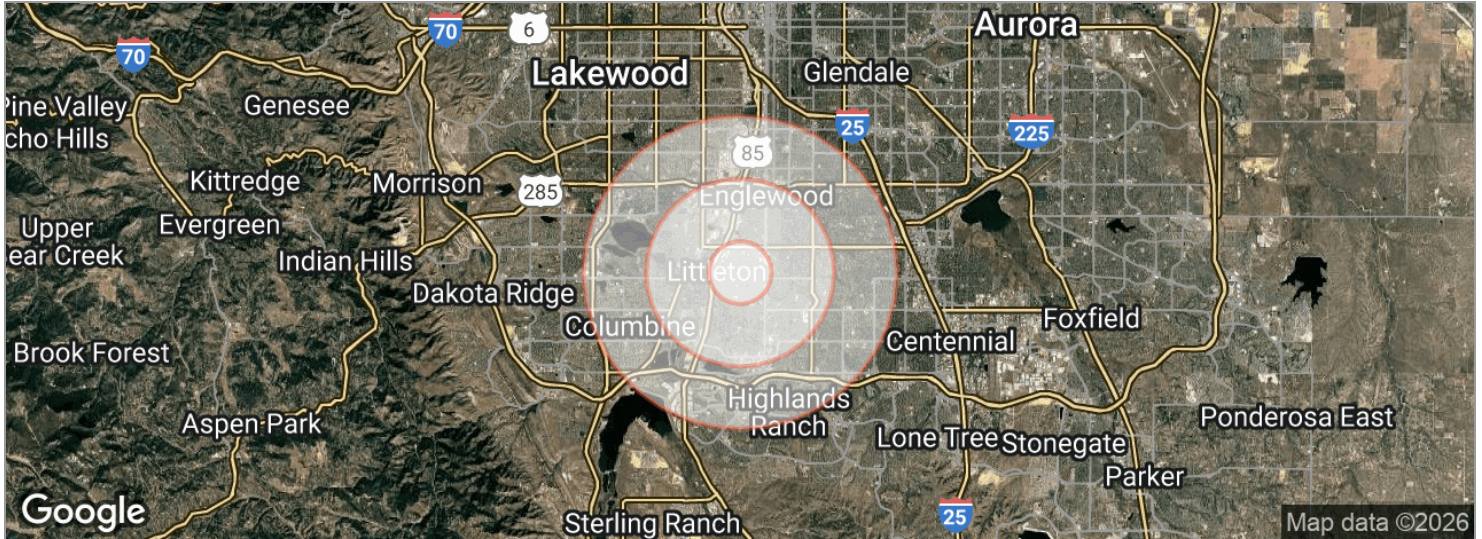 70
70
6
Aurora
Lakewood
Glendale
Pine Valley
Genesee
cho Hills
25
225
85
Kittredge
Morrison
285
Englewood
Evergreen
Upper
ear Creek
Indian Hills
Littleton
Dakota Ridge
Columbine
Foxfield
Centennial
Brook Forest
Highlands
Ranch
Aspen Park
Ponderosa East
Lone Tree
Stonegate
Parker
Google
25
Sterling Ranch
Map data ©2026